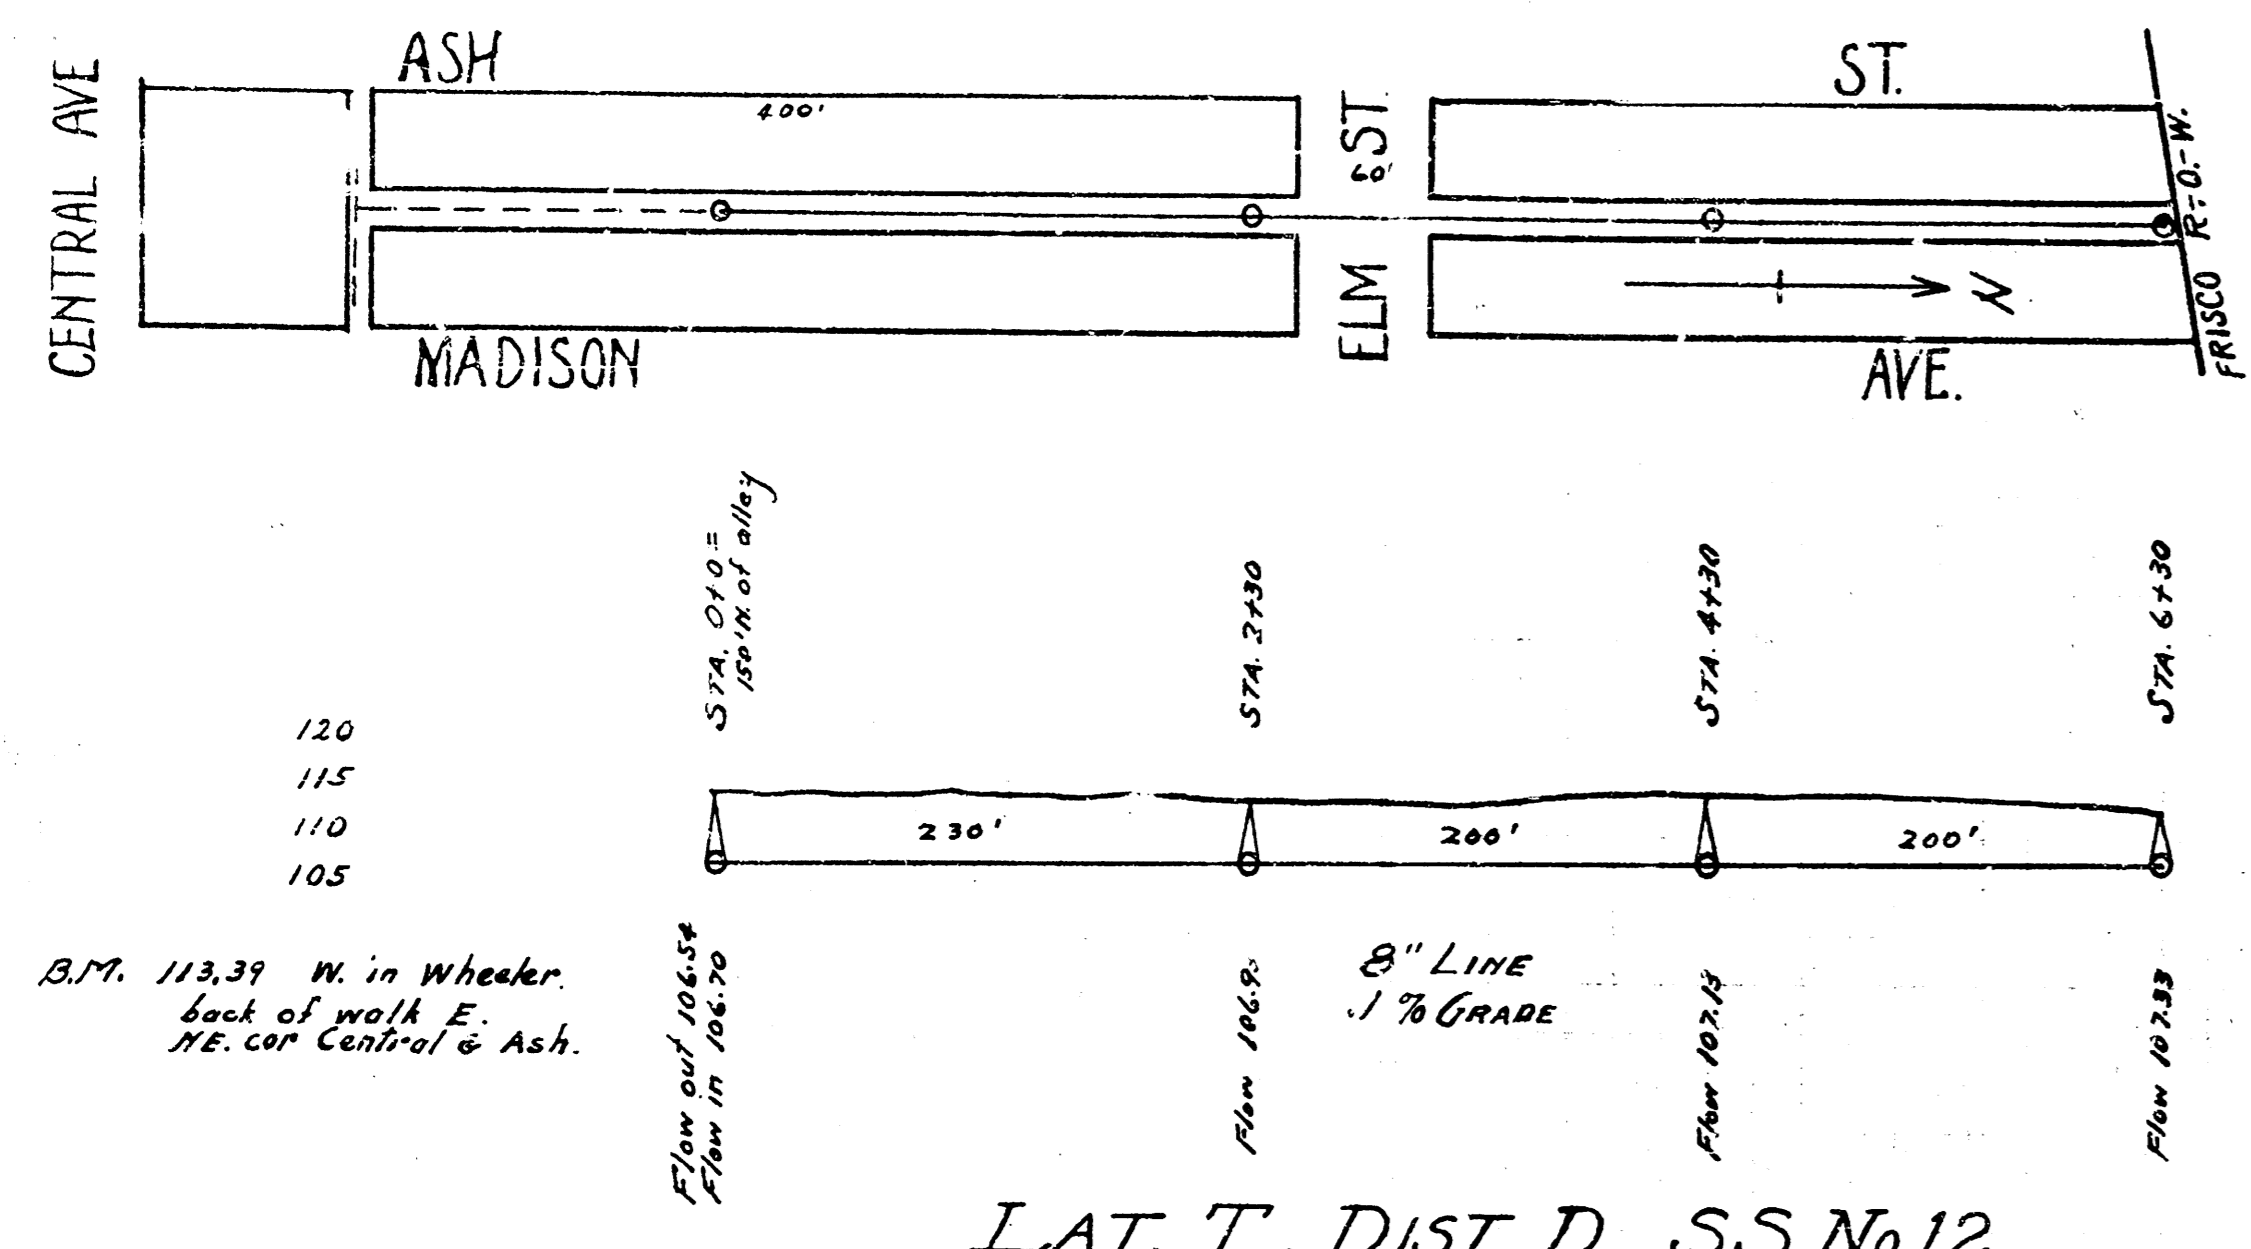 ASH
ST.
CENTRAL AVE
400'
ST.
60'
ELM
N
FRISCO R.-O.-W.
MADISON
AVE.
STA. 0+0 =
150' N. of alley
STA. 2+30
STA. 4+30
STA. 6+30
120
115
110
105
230'
200'
200'
B.M. 113.39 W. in Wheeler.
back of walk E.
NE. cor Central & Ash.
Flow out 106.54
Flow in 106.70
Flow
8" LINE
.1 % GRADE
Flow 107.13
Flow 107.33
LAT. T. DIST D. S.S No 12